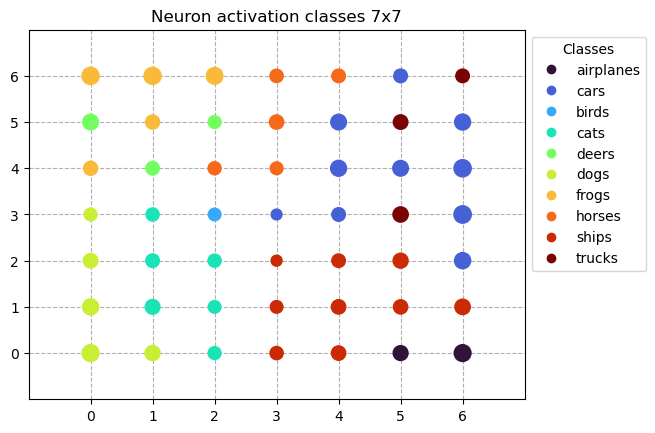 Neuron activation classes 7x7
Classes
airplanes
cars
birds
cats
deers
dogs
frogs
horses
ships
trucks
6
5
4
3
2
1
0
0 1 2 3 4 5 6